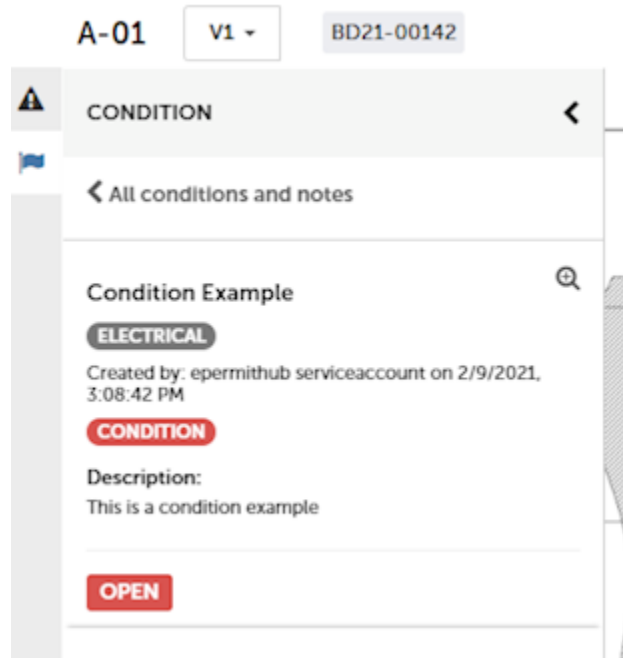 A-01 V1 BD21-00142
CONDITION
All conditions and notes
Condition Example
ELECTRICAL
Created by: epermithub serviceaccount on 2/9/2021,
3:08:42 PM
CONDITION
Description:
This is a condition example
OPEN